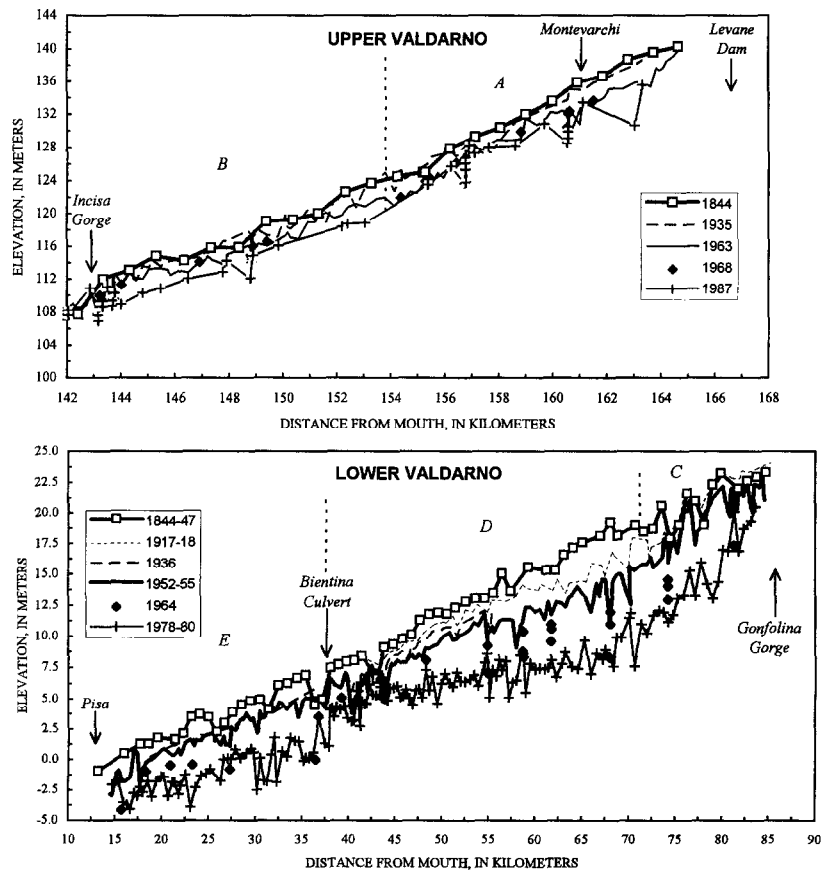 144
140
136
132
128
124
120
116
112
108
104
100
ELEVATION, IN METERS
UPPER VALDARNO
Montevarchi
Levane
Dam
A
B
Incisa
Gorge
1844
1935
1963
1968
1987
142 144 146 148 150 152 154 156 158 160 162 164 166 168
DISTANCE FROM MOUTH, IN KILOMETERS
25.0
22.5
20.0
17.5
15.0
12.5
10.0
7.5
5.0
2.5
0.0
-2.5
-5.0
ELEVATION, IN METERS
LOWER VALDARNO
C
D
E
1844-47
1917-18
1936
1952-55
1964
1978-80
Bientina
Culvert
Pisa
Gonfolina
Gorge
10 15 20 25 30 35 40 45 50 55 60 65 70 75 80 85 90
DISTANCE FROM MOUTH, IN KILOMETERS